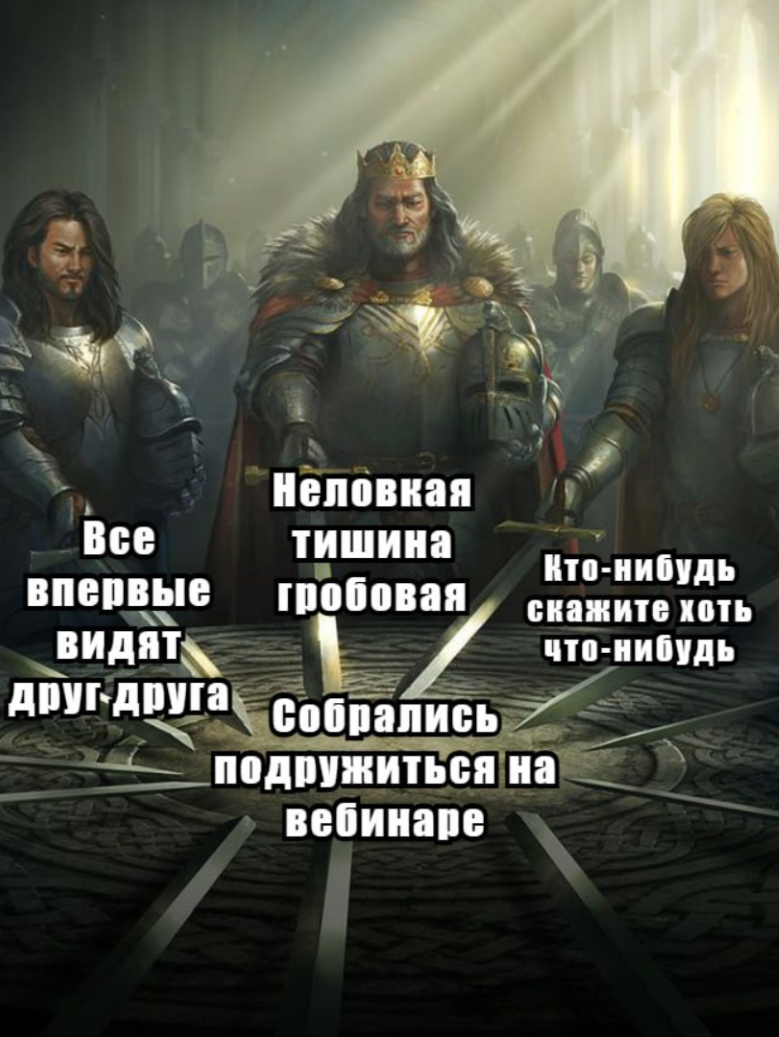 Неловкая
тишина
гробовая
Все
впервые
видят
друг друга
Кто-нибудь
скажите хоть
что-нибудь
Собрались
подружиться на
вебинаре